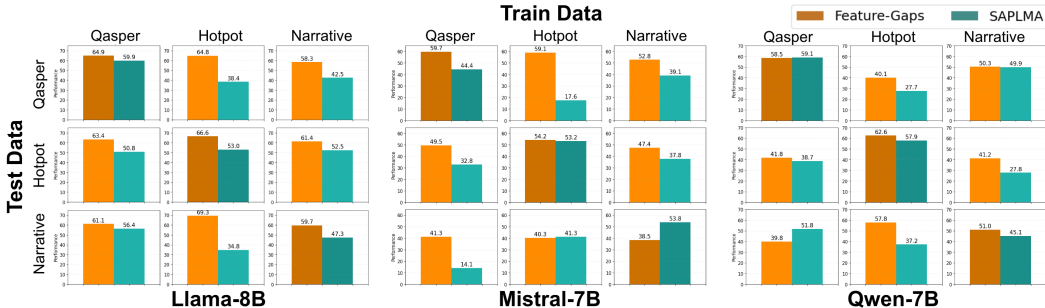 Train Data
Feature-Gaps SAPLMA
Qasper Hotpot Narrative Qasper Hotpot Narrative Qasper Hotpot Narrative
Test Data
Qasper
Performance
64.9 59.9 64.8 38.4 58.3 42.5
Performance
59.7 44.4 59.1 17.6 52.8 39.1
Performance
58.5 59.1 40.1 27.7 50.3 49.9
Hotpot
63.4 50.8 66.6 53.0 61.4 52.5
Performance
49.5 32.8 54.2 53.2 47.4 37.8
41.8 38.7 62.6 57.9 41.2 27.8
Narrative
61.1 56.4 69.3 34.8 59.7 47.3
Performance
41.3 14.1 40.3 41.3 38.5 53.8
39.8 51.8 57.8 37.2 51.0 45.1
Llama-8B Mistral-7B Qwen-7B